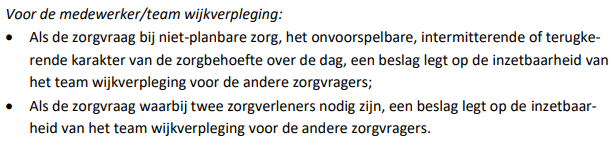 Voor de medewerker/team wijkverpleging:
• Als de zorgvraag bij niet-planbare zorg, het onvoorspelbare, intermitterende of terugke-
rende karakter van de zorgbehoefte over de dag, een beslag legt op de inzetbaarheid van
het team wijkverpleging voor de andere zorgvragers;
• Als de zorgvraag waarbij twee zorgverleners nodig zijn, een beslag legt op de inzetbaar-
heid van het team wijkverpleging voor de andere zorgvragers.